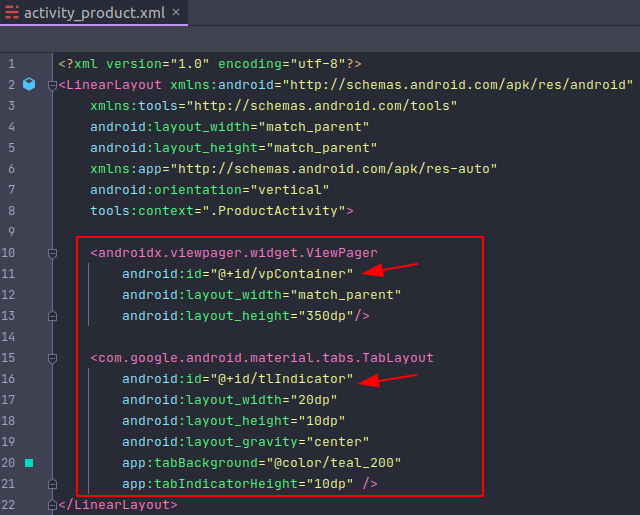 activity_product.xml ×
1 <?xml version="1.0" encoding="utf-8"?>
2 <LinearLayout xmlns:android="http://schemas.android.com/apk/res/android"
3 xmlns:tools="http://schemas.android.com/tools"
4 android:layout_width="match_parent"
5 android:layout_height="match_parent"
6 xmlns:app="http://schemas.android.com/apk/res-auto"
7 android:orientation="vertical"
8 tools:context=".ProductActivity">
9
10 <androidx.viewpager.widget.ViewPager
11 android:id="@+id/vpContainer"
12 android:layout_width="match_parent"
13 android:layout_height="350dp"/>
14
15 <com.google.android.material.tabs.TabLayout
16 android:id="@+id/tlIndicator"
17 android:layout_width="20dp"
18 android:layout_height="10dp"
19 android:layout_gravity="center"
20 app:tabBackground="@color/teal_200"
21 app:tabIndicatorHeight="10dp" />
22 </LinearLayout>